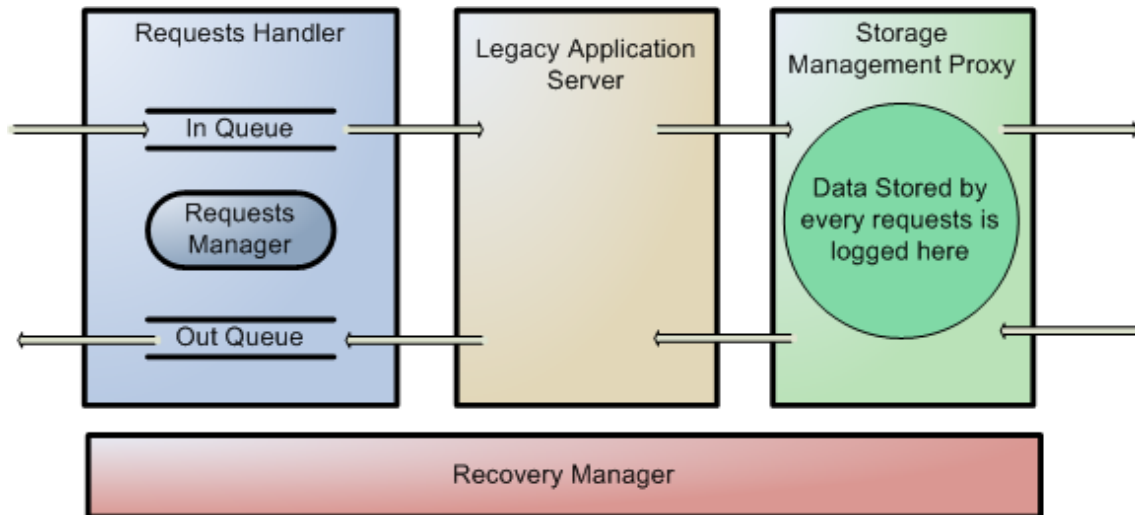 Requests Handler
In Queue
Requests
Manager
Out Queue
Legacy Application
Server
Storage
Management Proxy
Data Stored by
every requests is
logged here
Recovery Manager